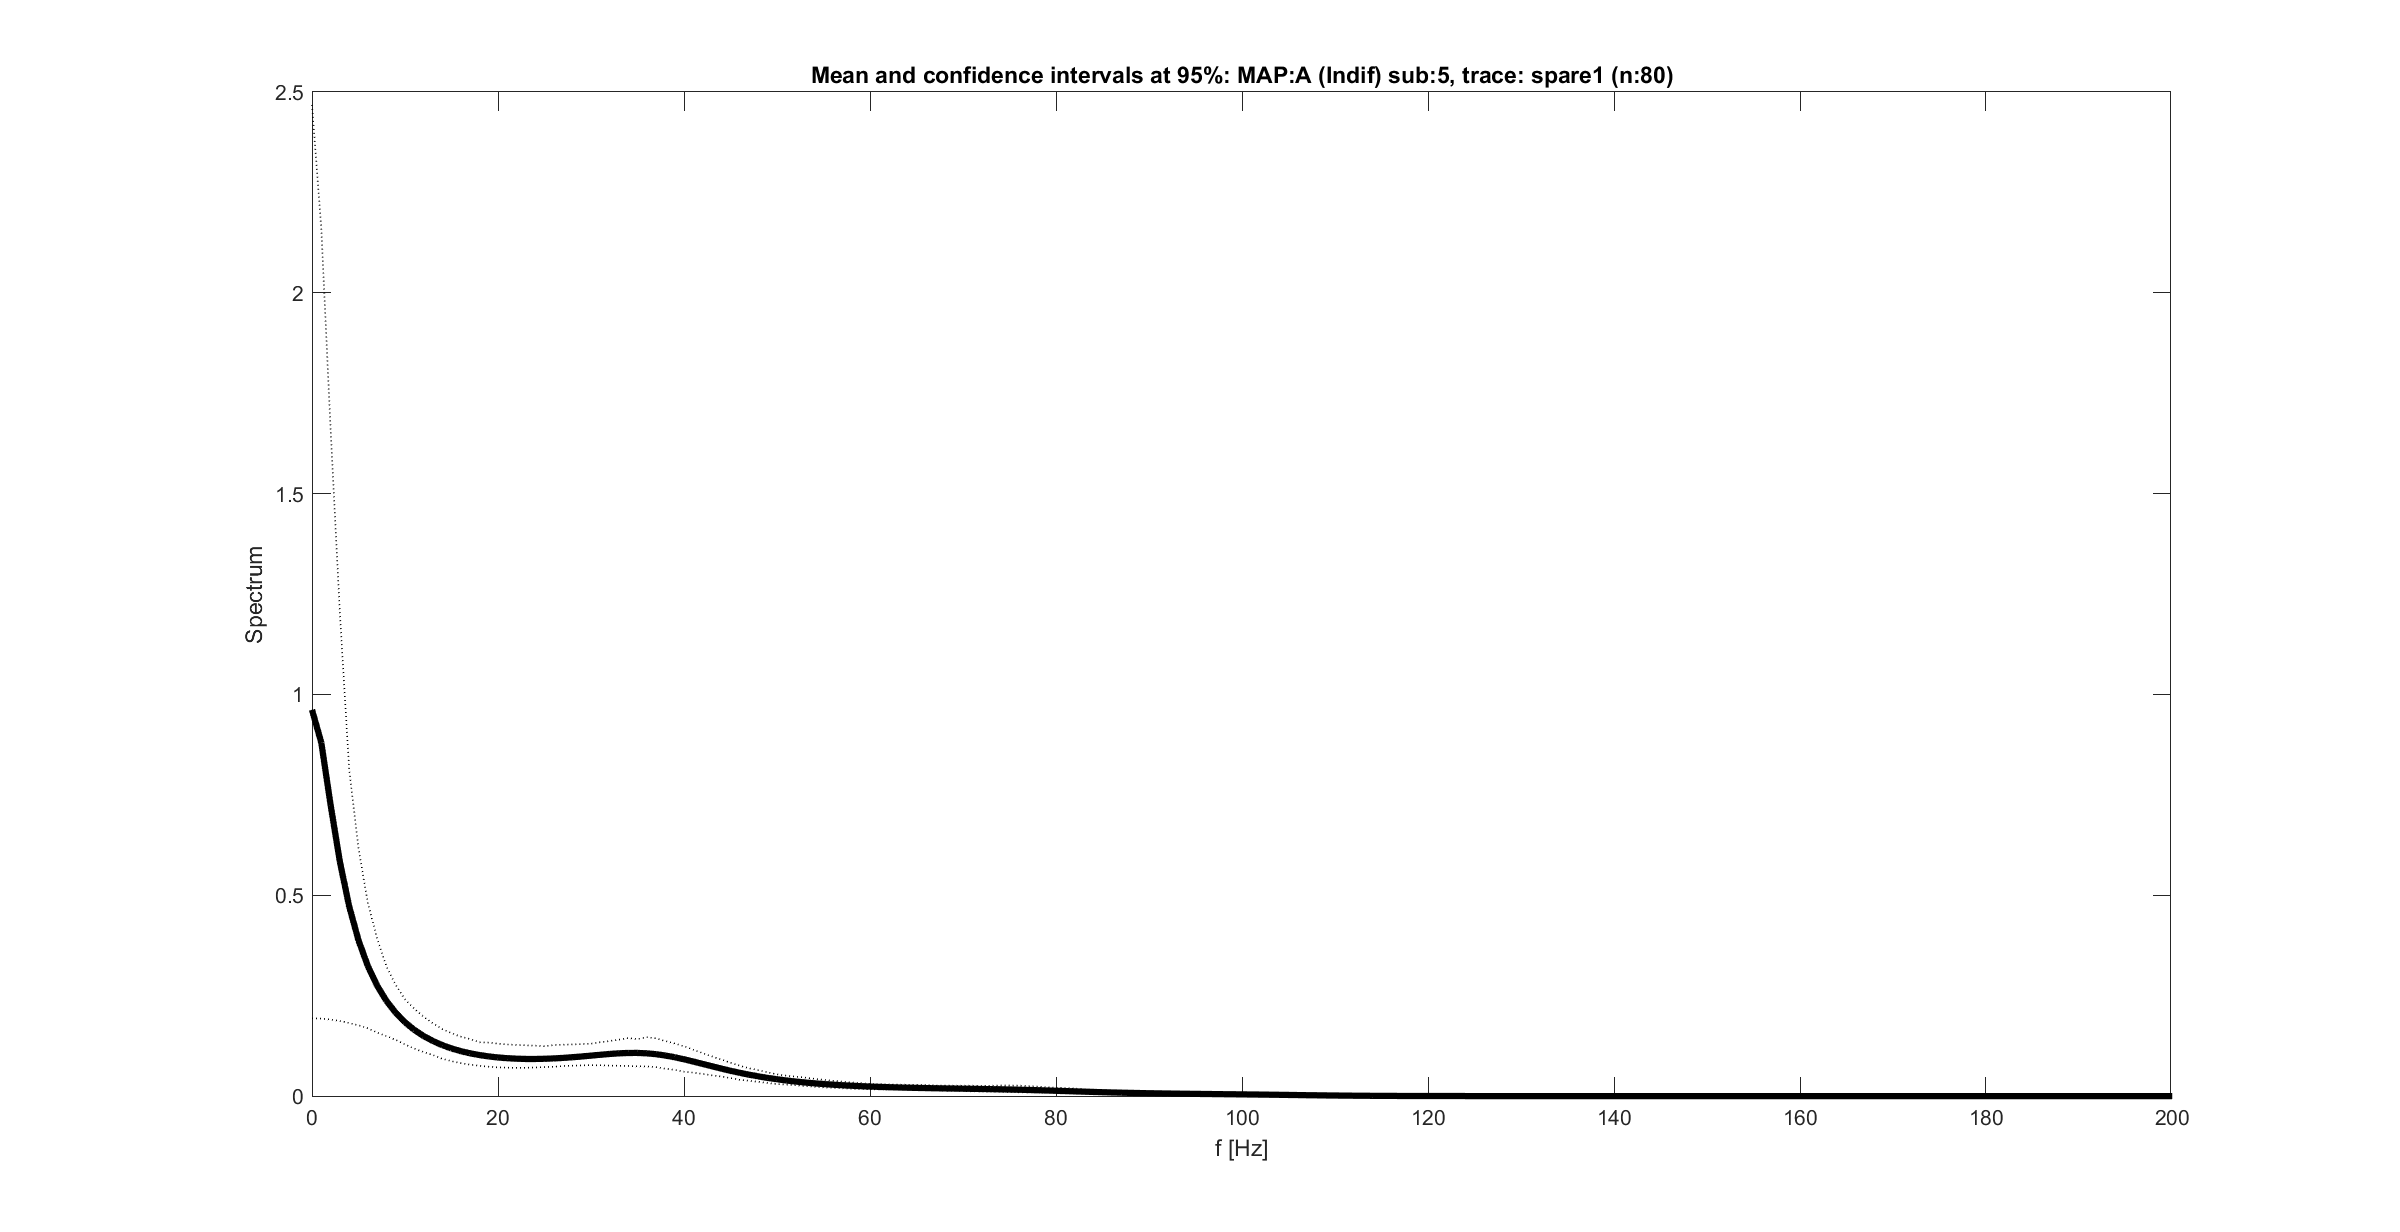 Mean and confidence intervals at 95%: MAP:A (Indif) sub:5, trace: spare1 (n:80)
2.5
2
1.5
1
0.5
0
Spectrum
0 20 40 60 80 100 120 140 160 180 200
f [Hz]